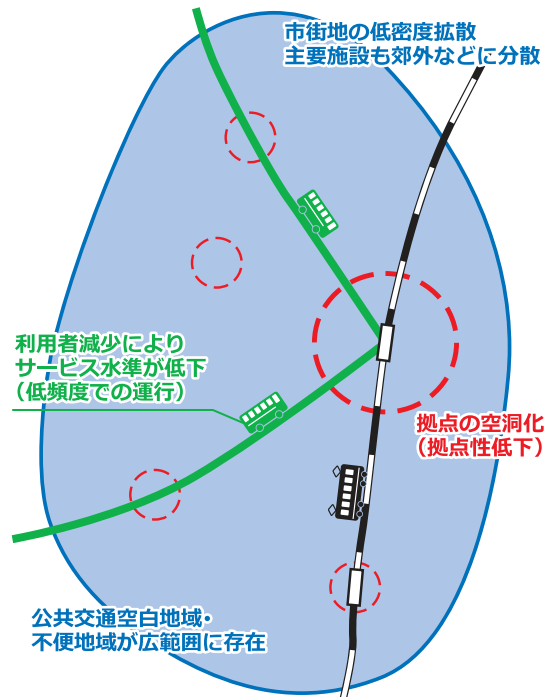 市街地の低密度拡散
主要施設も郊外などに分散
利用者減少により
サービス水準が低下
（低頻度での運行）
拠点の空洞化
（拠点性低下）
公共交通空白地域・
不便地域が広範囲に存在